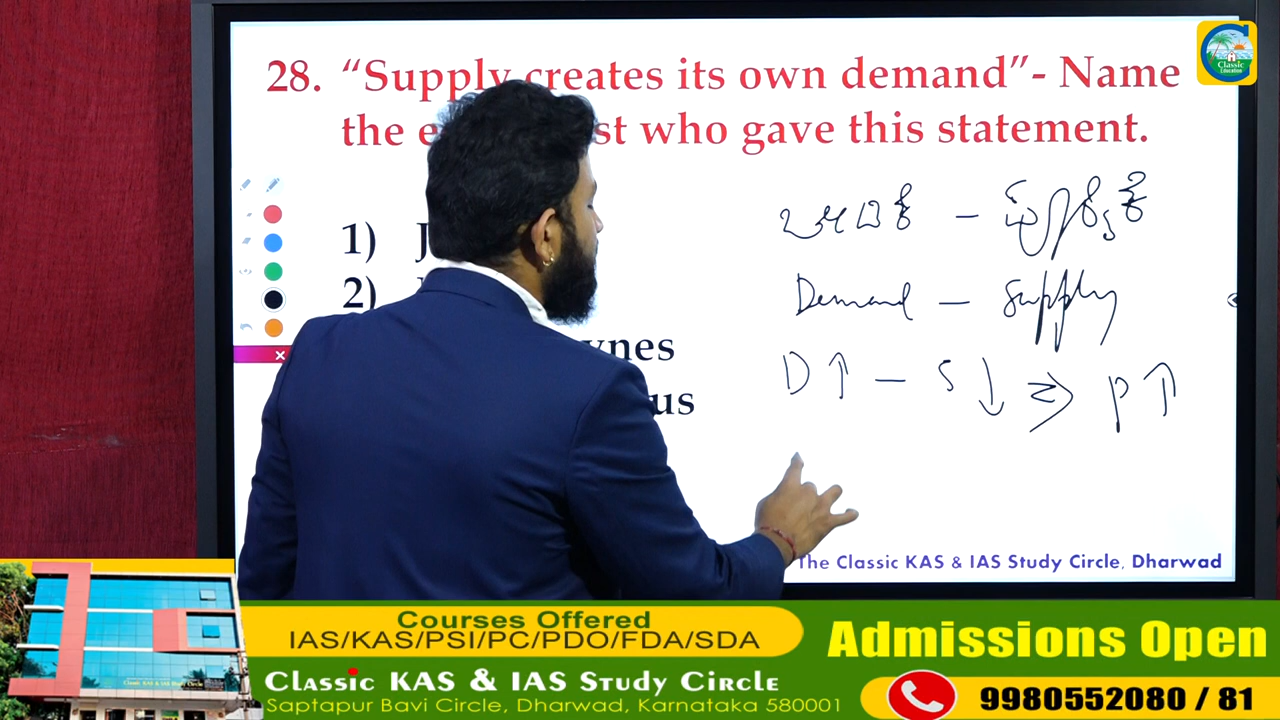 28. “Supply creates its own demand”- Name
the e st who gave this statement.
1) J
2)
ynes
us
ಬೇಡಿಕೆ - ಪೂರೈಕೆ
Demand - Supply
D↑ - S↓ ⇒ P↑
The Classic KAS & IAS Study Circle, Dharwad
Classic
Education
Courses Offered
IAS/KAS/PSI/PC/PDO/FDA/SDA
Classic KAS & IAS Study Circle
Saptapur Bavi Circle, Dharwad, Karnataka 580001
Admissions Open
9980552080 / 81